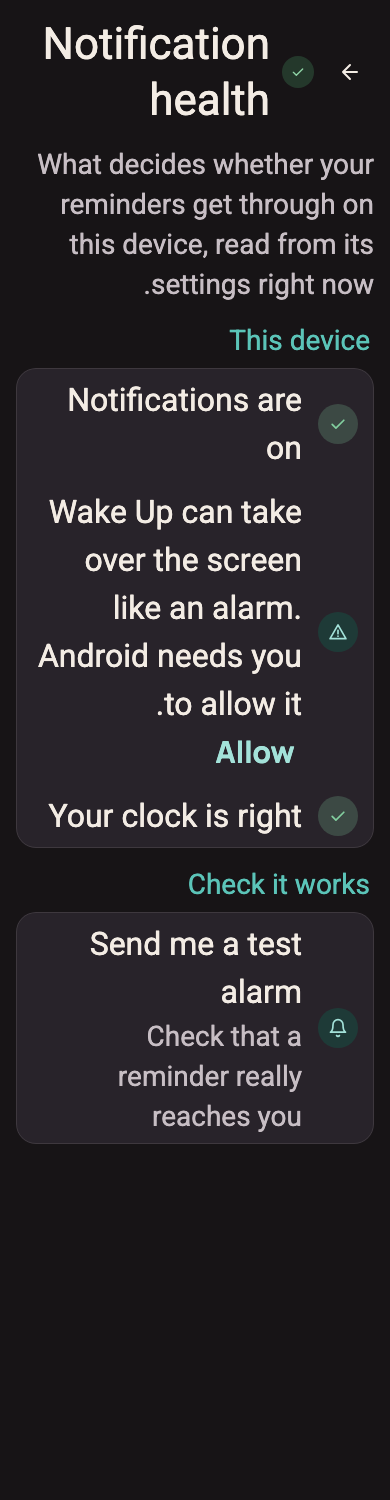 Notification
health
What decides whether your
reminders get through on
this device, read from its
.settings right now
This device
Notifications are
on
Wake Up can take
over the screen
like an alarm.
Android needs you
.to allow it
Allow
Your clock is right
Check it works
Send me a test
alarm
Check that a
reminder really
reaches you